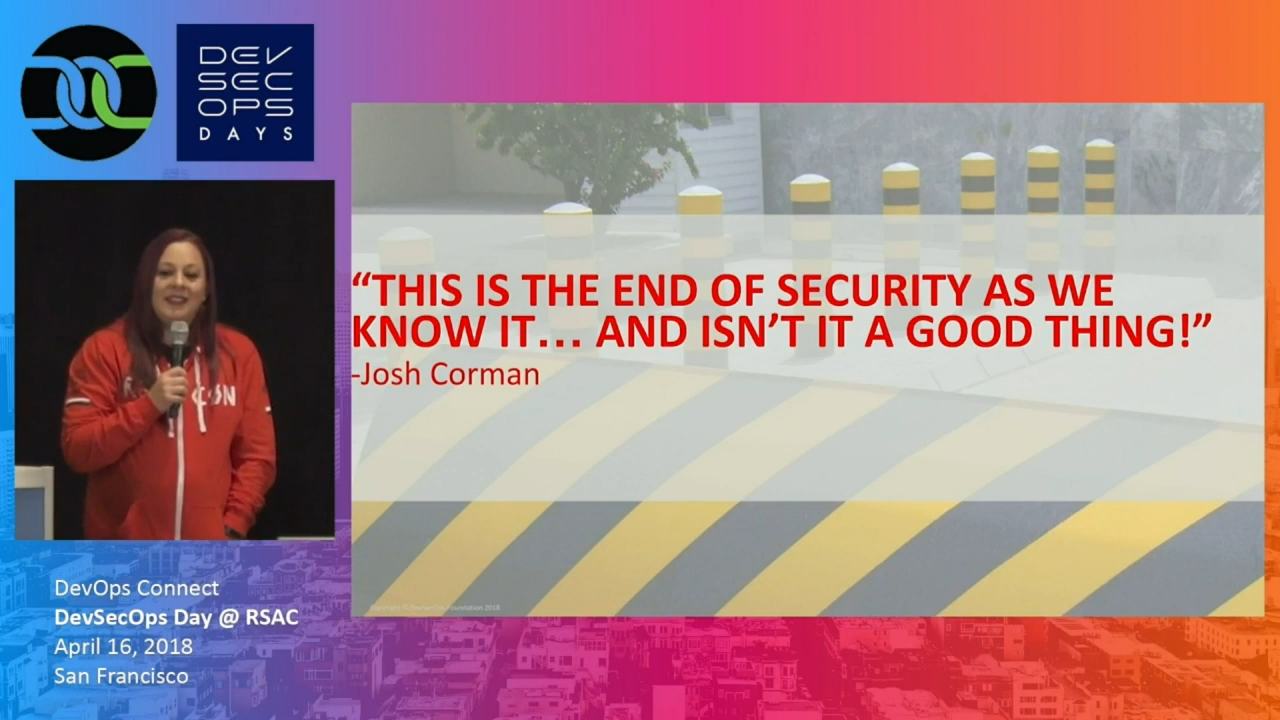 DEV
SEC
OPS
DAYS
“THIS IS THE END OF SECURITY AS WE
KNOW IT... AND ISN’T IT A GOOD THING!”
-Josh Corman
DevOps Connect
DevSecOps Day @ RSAC
April 16, 2018
San Francisco